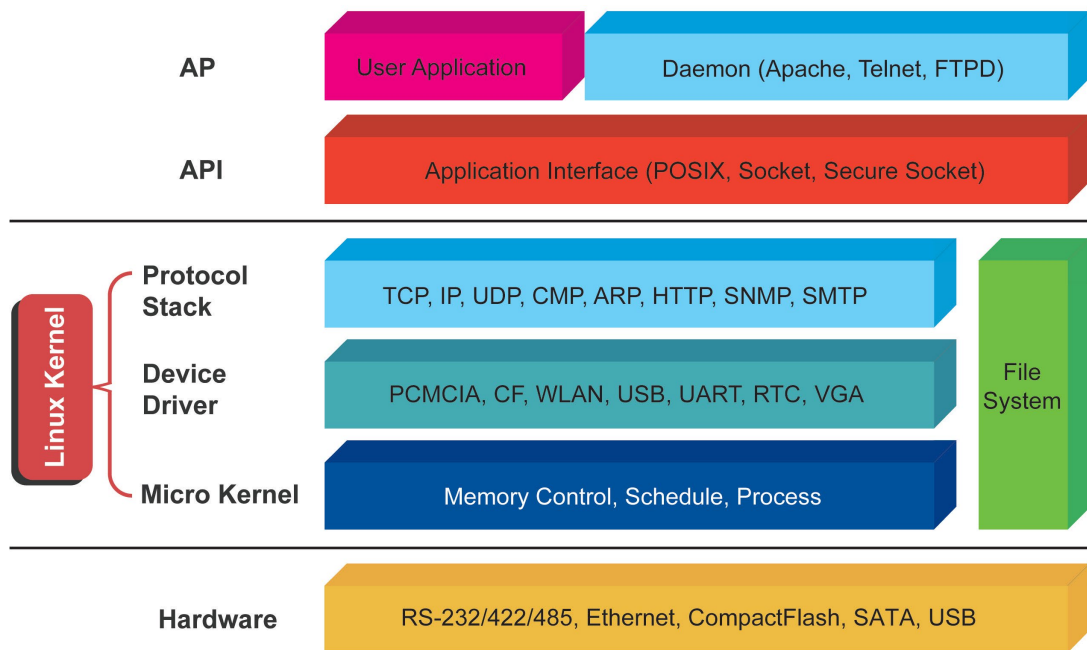 AP
User Application
Daemon (Apache, Telnet, FTPD)
API
Application Interface (POSIX, Socket, Secure Socket)
Linux Kernel
Protocol
Stack
TCP, IP, UDP, CMP, ARP, HTTP, SNMP, SMTP
Device
Driver
PCMCIA, CF, WLAN, USB, UART, RTC, VGA
Micro Kernel
Memory Control, Schedule, Process
File
System
Hardware
RS-232/422/485, Ethernet, CompactFlash, SATA, USB